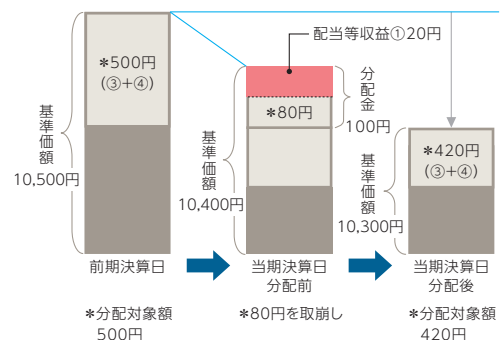 配当等収益①20円
*500円
(③+④)
基準価額
10,500円
*80円
分配金
100円
基準価額
10,400円
*420円
(③+④)
基準価額
10,300円
前期決算日
当期決算日
分配前
当期決算日
分配後
*分配対象額
500円
*80円を取崩し
*分配対象額
420円